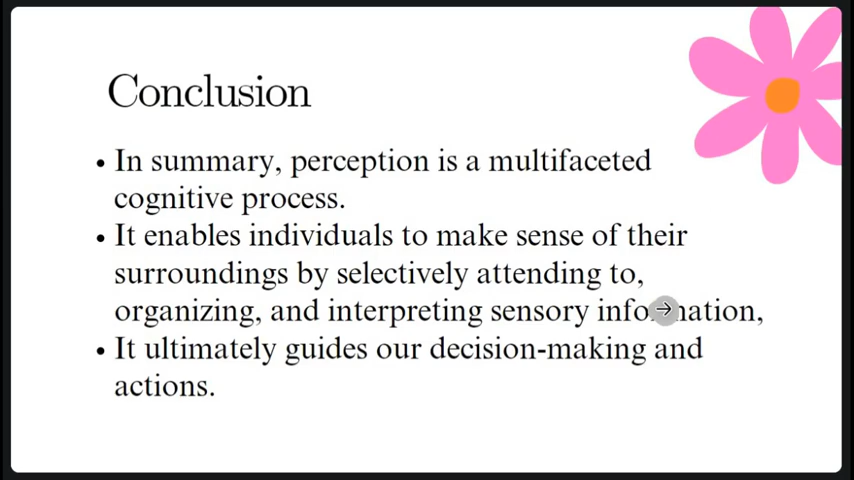 Conclusion
• In summary, perception is a multifaceted
cognitive process.
• It enables individuals to make sense of their
surroundings by selectively attending to,
organizing, and interpreting sensory information,
• It ultimately guides our decision-making and
actions.